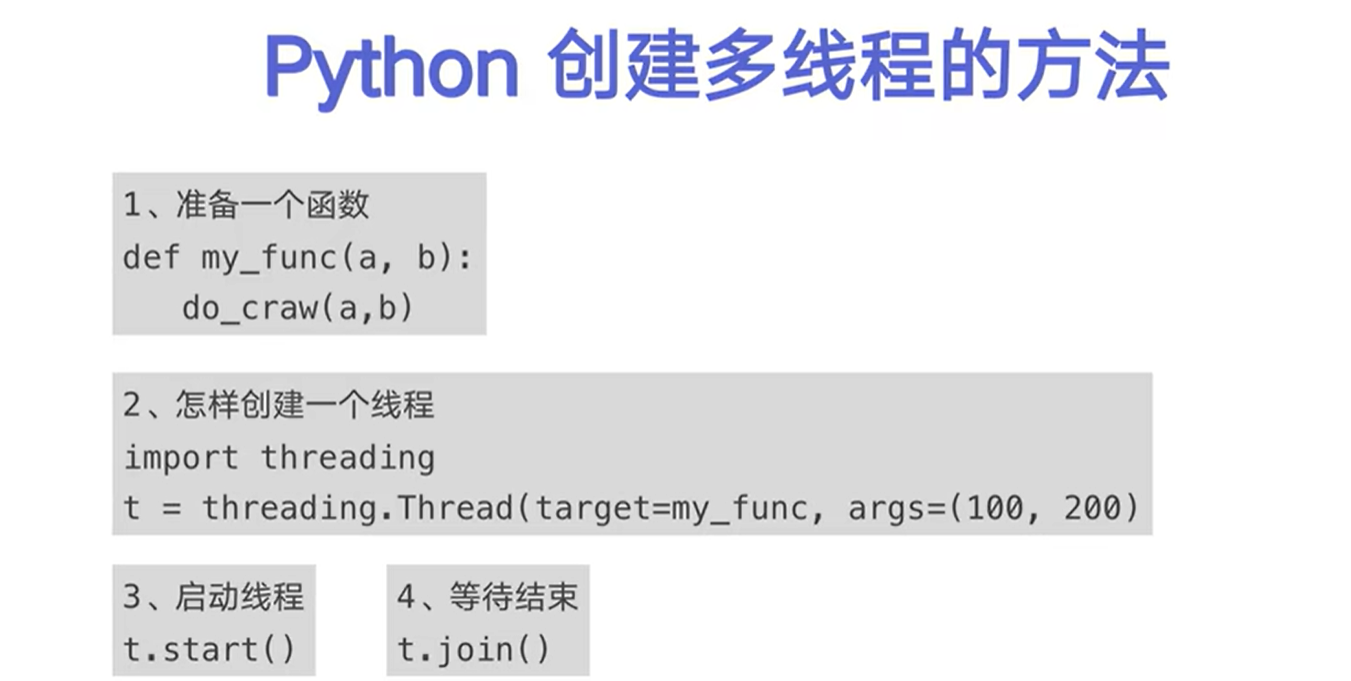 Python 创建多线程的方法
1、准备一个函数
def my_func(a, b):
do_craw(a,b)
2、怎样创建一个线程
import threading
t = threading.Thread(target=my_func, args=(100, 200)
3、启动线程
t.start()
4、等待结束
t.join()